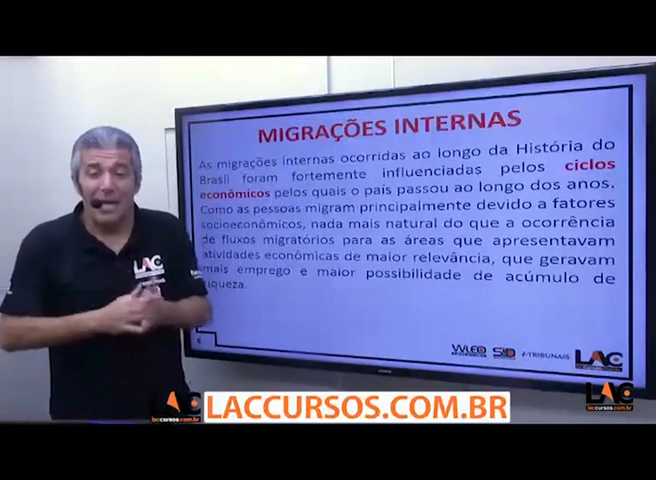 MIGRAÇÕES INTERNAS
As migrações internas ocorridas ao longo da História do
Brasil foram fortemente influenciadas pelos ciclos
econômicos pelos quais o país passou ao longo dos anos.
Como as pessoas migram principalmente devido a fatores
socioeconômicos, nada mais natural do que a ocorrência
de fluxos migratórios para as áreas que apresentavam
atividades econômicas de maior relevância, que geravam
mais emprego e maior possibilidade de acúmulo de
riqueza.
LAC
+TRIBUNAIS
LAC
LAC
laccursos.com.br
laccursos.com.br
LACCURSOS.COM.BR